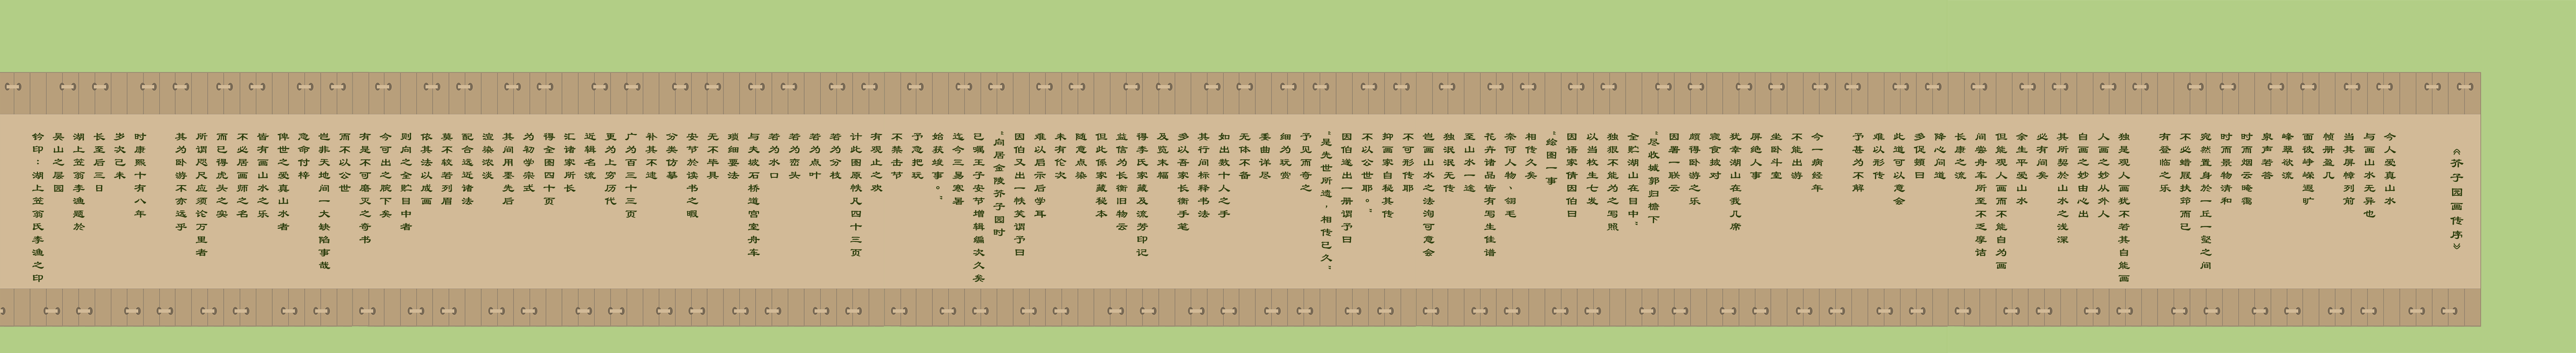 《芥子园画传序》
今人爱真山水
与画山水无异也
当其屏幛列前
帧册盈几
面彼峥嵘遐旷
峰翠欲流
泉声若答
时而烟云晻霭
时而景物清和
宛然置身於一丘一壑之间
不必蜡屐扶筇而已
有登临之乐
独是观人画犹不若其自能画
人画之妙从外入
自画之妙由心出
其所契於山水之浅深
必有间矣
余生平爱山水
但能观人画而不能自为画
间尝舟车所至不乏摩诘
长康之流
降心问道
多促頞曰
此道可以意会
难以形传
予甚为不解
今一病经年
不能出游
坐卧斗室
屏绝人事
犹幸湖山在我几席
寝食披对
颇得卧游之乐
因署一联云
"尽收城郭归檐下
全贮湖山在目中"
独恨不能为之写照
以当枚生七发
因语家倩因伯曰
"绘图一事
相传久矣
奈何人物、翎毛
花卉诸品皆有写生佳谱
至山水一途
独泯泯无传
岂画山水之法洵可意会
不可形传耶
抑画家自秘其传
不以公世耶。"
因伯遂出一册谓予曰
"是先世所遗，相传已久。"
予见而奇之
细为玩赏
委曲详尽
无体不备
如出数十人之手
其行间标释书法
多以吾家长蘅手笔
及览末幅
得李氏家藏及流芳印记
益信为长蘅旧物云
但此係家藏秘本
随意点染
未有伦次
难以启示后学耳
因伯又出一帙笑谓予曰
"向居金陵芥子园时
已嘱王子安节增辑编次久矣
迄今三易寒暑
始获竣事。"
予急把玩
不禁击节
有观止之叹
计此图原帙凡四十三页
若为分枝
若为点叶
若为峦头
若为水口
与夫坡石桥道宫室舟车
琐细要法
无不毕具
安节於读书之暇
分类仿摹
补其不逮
广为百三十三页
更为上穷历代
近辑名流
汇诸家所长
得全图四十页
为初学宗式
其间用墨先后
渲染浓淡
配合远近诸法
莫不较若列眉
依其法以成画
则向之全贮目中者
今可出之腕下矣
有是不可磨灭之奇书
而不以公世
岂非天地间一大缺陷事哉
急命付梓
俾世之爱真山水者
皆有画山水之乐
不必居画师之名
而已得虎头之实
所谓咫尺应须论万里者
其为卧游不亦远乎
时康熙十有八年
岁次己未
长至后三日
湖上笠翁李渔题於
吴山之层园
钤印：湖上笠翁氏李渔之印